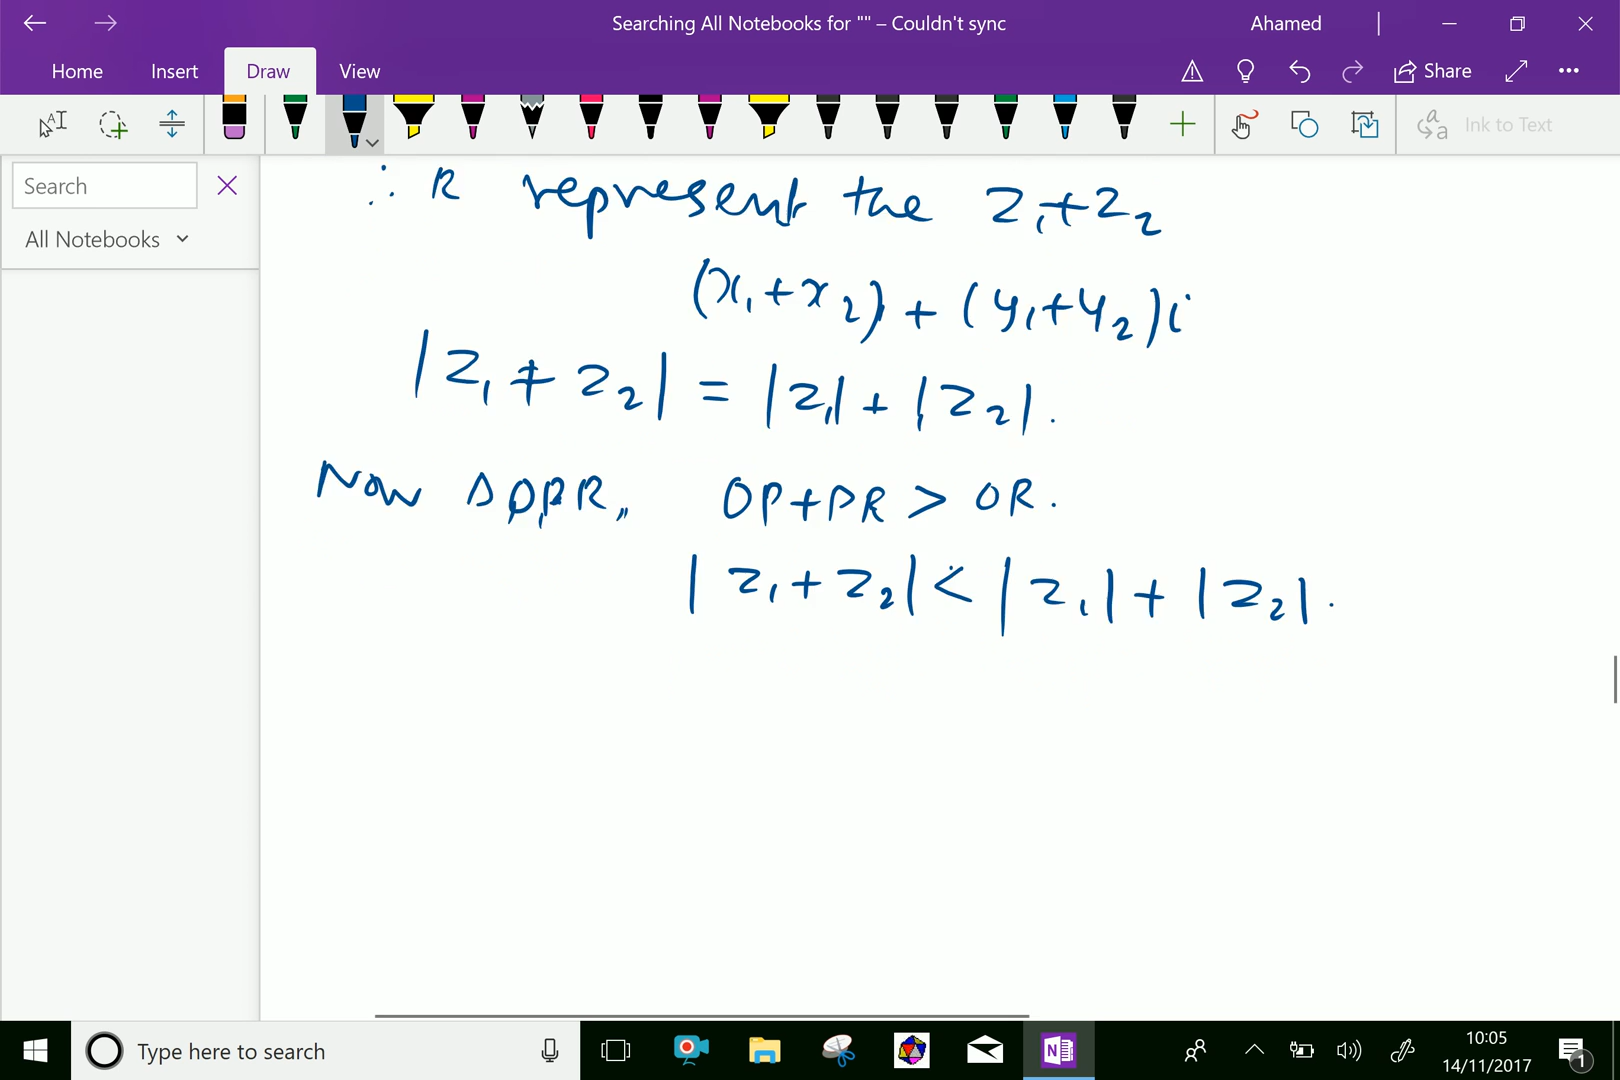 Searching All Notebooks for "" – Couldn't sync
Ahamed
Home Insert Draw View
Share
Ink to Text
Search
All Notebooks
∴ R represent the z₁+z₂
(x₁+x₂) + (y₁+y₂)i
|z₁ + z₂| = |z₁| + |z₂|.
Now Δ OPR, OP+PR > OR.
|z₁ + z₂| < |z₁| + |z₂|.
Type here to search
N
10:05
14/11/2017
1